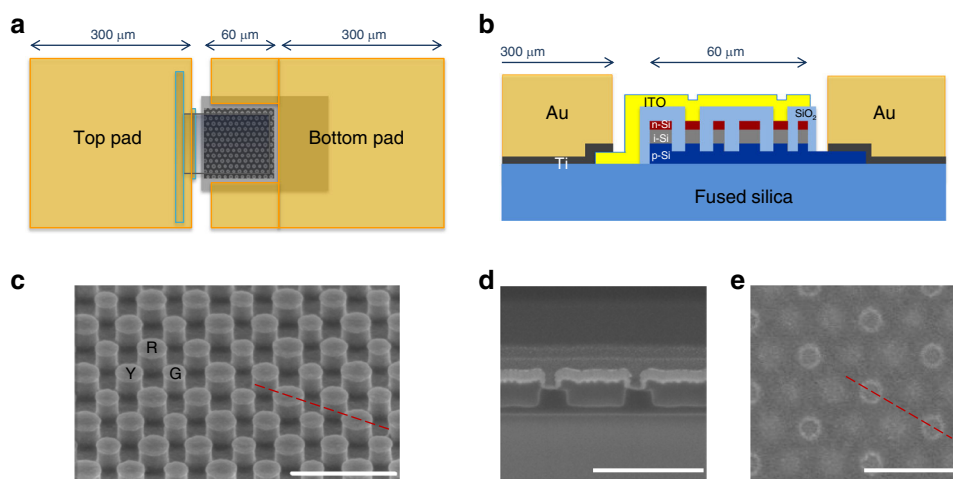 a
300 μm
60 μm
300 μm
Top pad
Bottom pad
b
300 μm
60 μm
Au
ITO
SiO₂
Au
n-Si
i-Si
p-Si
Ti
Fused silica
c
R
Y
G
d
e